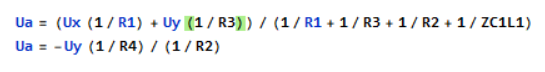 Ua = (Ux (1 / R1) + Uy (1 / R3)) / (1 / R1 + 1 / R3 + 1 / R2 + 1 / ZC1L1)
Ua = -Uy (1 / R4) / (1 / R2)